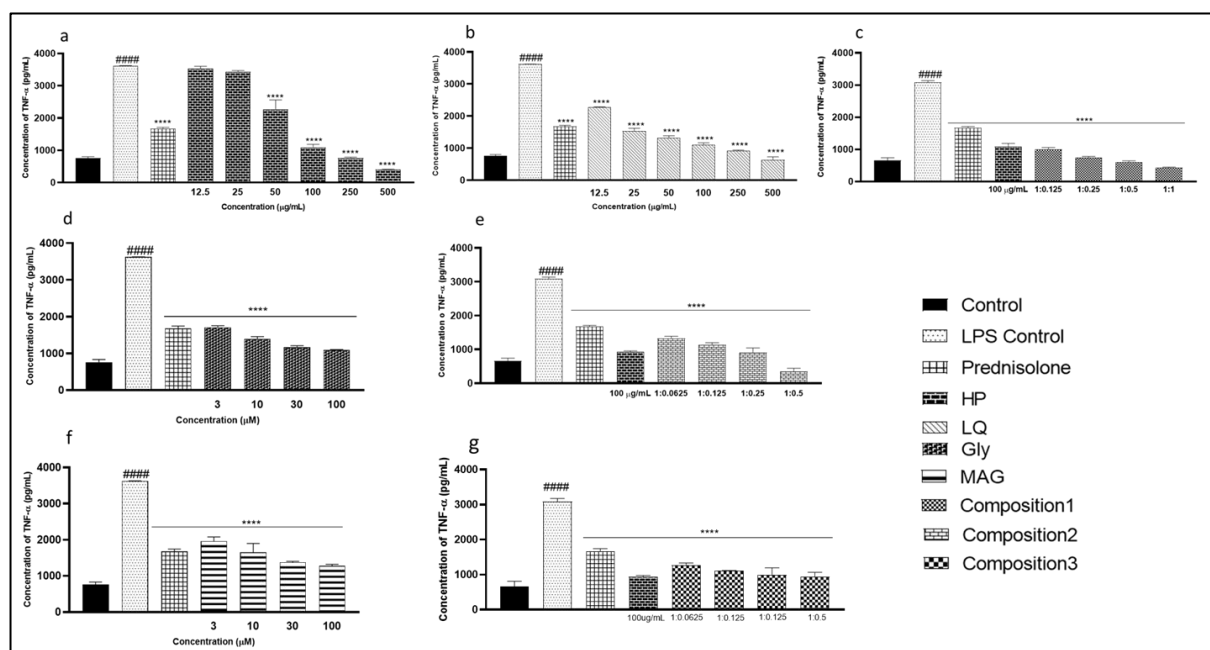 a
Concentration of TNF-α (pg/mL)
4000
3000
2000
1000
0
####
****
****
****
****
****
12.5 25 50 100 250 500
Concentration (μg/mL)
b
Concentration of TNF-α (pg/mL)
4000
3000
2000
1000
0
####
****
****
****
****
****
****
****
12.5 25 50 100 250 500
Concentration (μg/mL)
c
Concentration of TNF-α (pg/mL)
4000
3000
2000
1000
0
####
****
100 μg/mL 1:0.125 1:0.25 1:0.5 1:1
d
Concentration of TNF-α (pg/mL)
4000
3000
2000
1000
0
####
****
3 10 30 100
Concentration (μM)
e
Concentration o TNF-α (pg/mL)
4000
3000
2000
1000
0
####
****
100 μg/mL 1:0.0625 1:0.125 1:0.25 1:0.5
f
Concentration of TNF-α (pg/mL)
4000
3000
2000
1000
0
####
****
3 10 30 100
Concentration (μM)
g
Concentration of TNF-α (pg/mL)
4000
3000
2000
1000
0
####
****
100ug/mL 1:0.0625 1:0.125 1:0.125 1:0.5
Control
LPS Control
Prednisolone
HP
LQ
Gly
MAG
Composition1
Composition2
Composition3